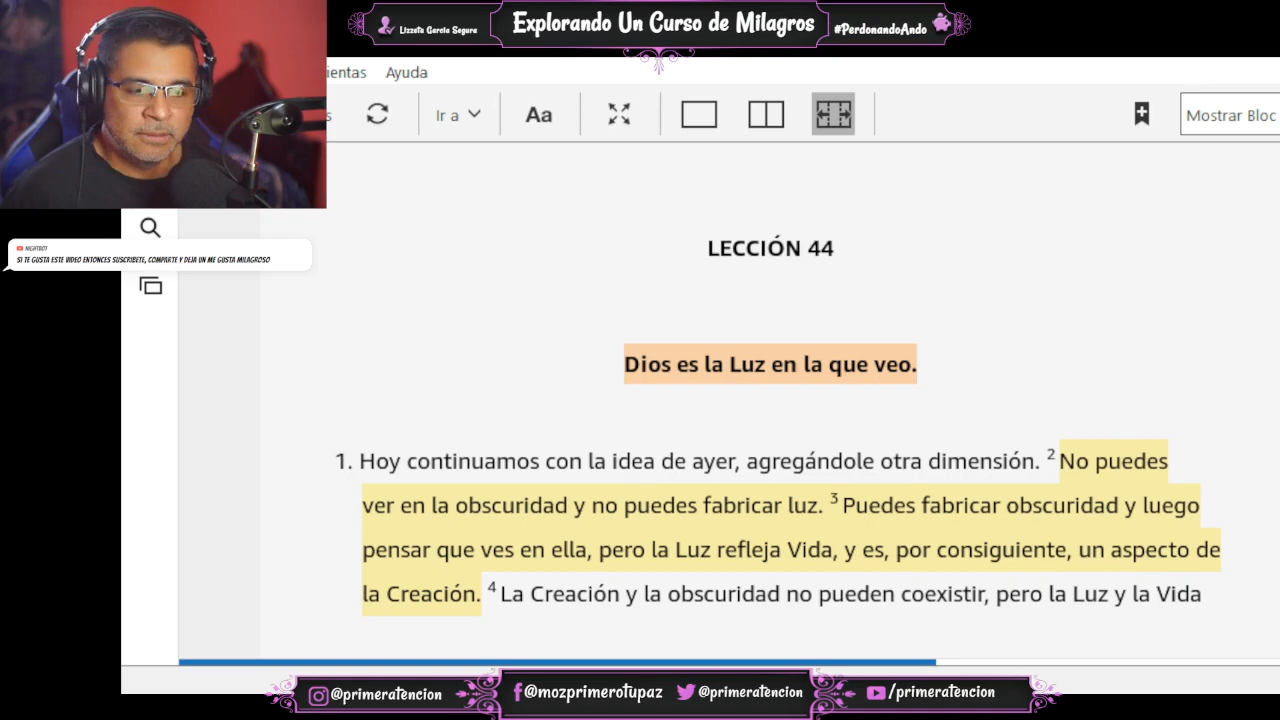 Lizzeta Garcia Segura
Explorando Un Curso de Milagros
#PerdonandoAndo
ientas Ayuda
s
Ir a
Aa
Mostrar Bloc
NIGHTBOT
SI TE GUSTA ESTE VIDEO ENTONCES SUSCRIBETE, COMPARTE Y DEJA UN ME GUSTA MILAGROSO
LECCIÓN 44
Dios es la Luz en la que veo.
1. Hoy continuamos con la idea de ayer, agregándole otra dimensión. ² No puedes
ver en la obscuridad y no puedes fabricar luz. ³ Puedes fabricar obscuridad y luego
pensar que ves en ella, pero la Luz refleja Vida, y es, por consiguiente, un aspecto de
la Creación. ⁴ La Creación y la obscuridad no pueden coexistir, pero la Luz y la Vida
@primeratencion
@mozprimerotupaz
@primeratencion
/primeratencion